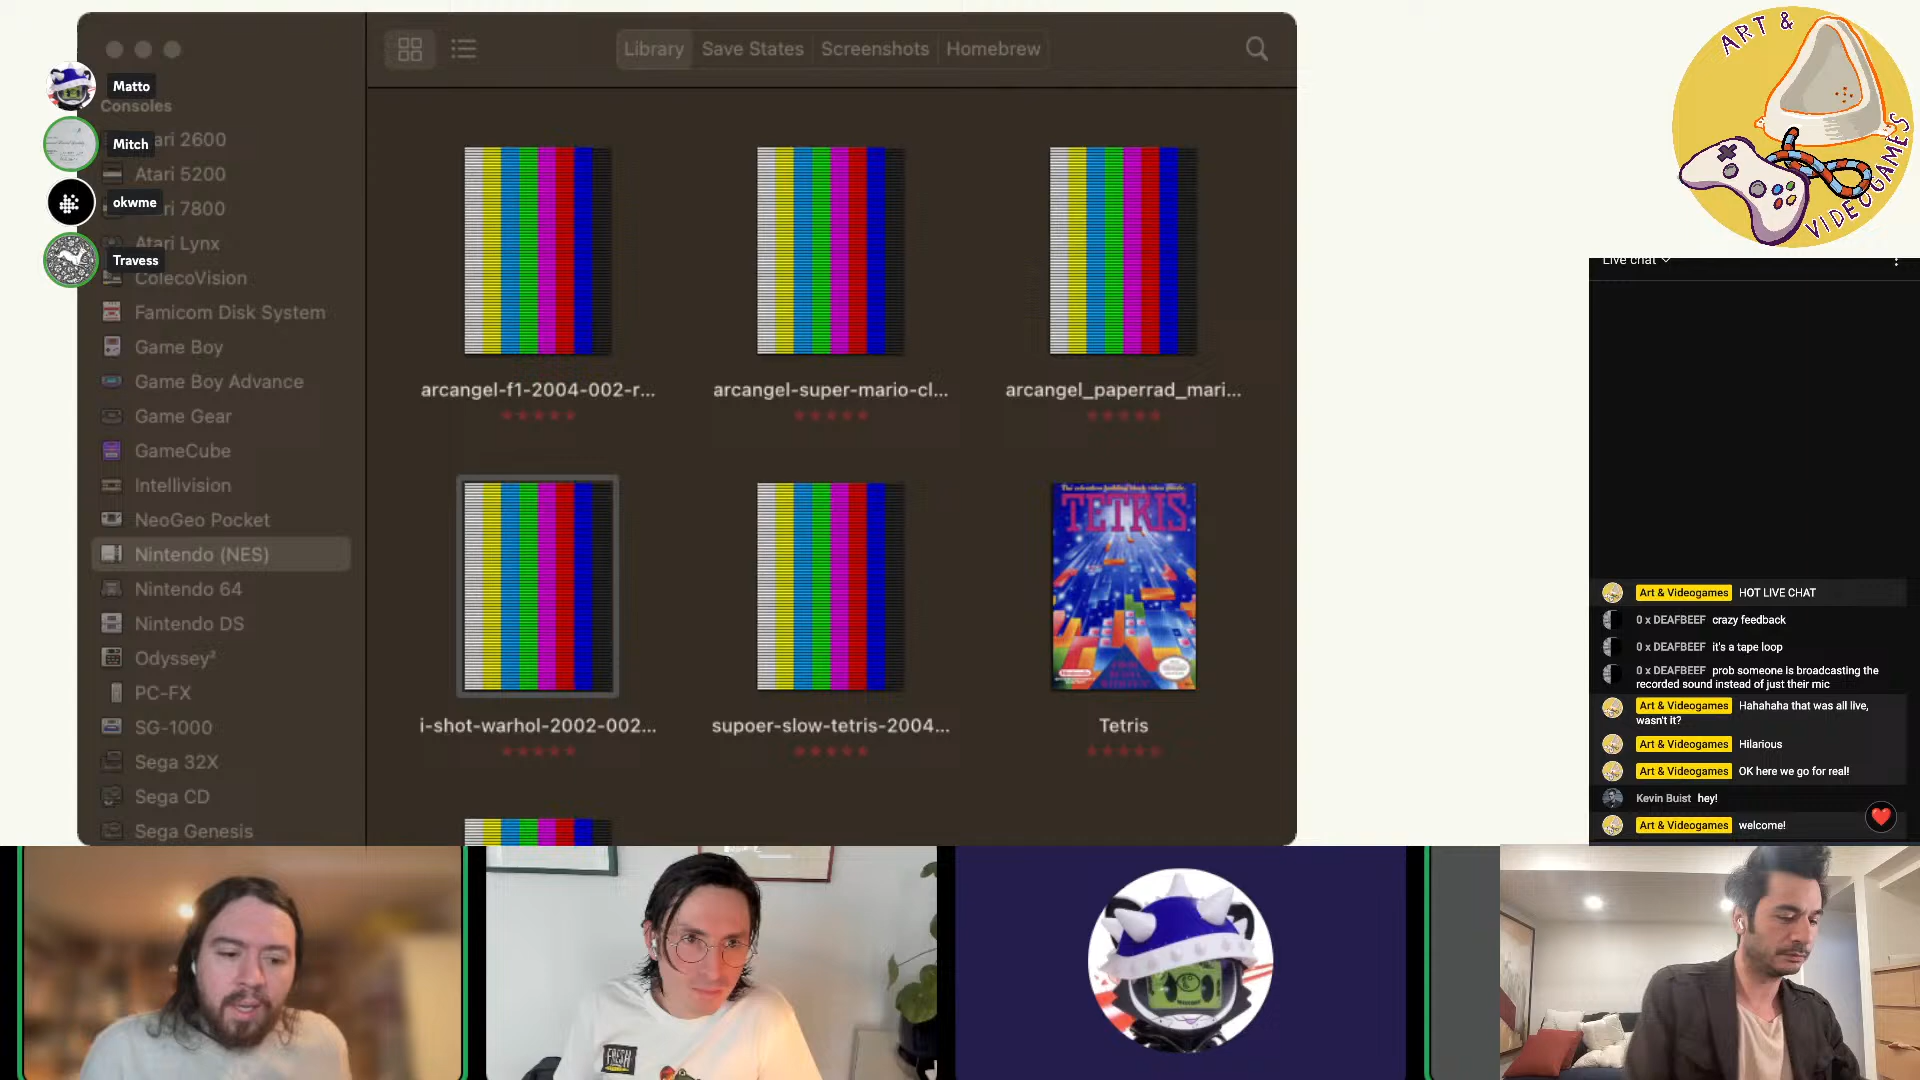 Library
Save States
Screenshots
Homebrew
ART &
VIDEOGAMES
Matto
Consoles
Mitch
ari 2600
Atari 5200
okwme
ri 7800
Atari Lynx
Travess
ColecoVision
Famicom Disk System
Game Boy
Game Boy Advance
Game Gear
GameCube
Intellivision
NeoGeo Pocket
Nintendo (NES)
Nintendo 64
Nintendo DS
Odyssey²
PC-FX
SG-1000
Sega 32X
Sega CD
Sega Genesis
arcangel-f1-2004-002-r...
arcangel-super-mario-cl...
arcangel_paperrad_mari...
TETRIS
i-shot-warhol-2002-002...
supoer-slow-tetris-2004...
Tetris
Live chat
Art & Videogames HOT LIVE CHAT
0 x DEAFBEEF crazy feedback
0 x DEAFBEEF it's a tape loop
0 x DEAFBEEF prob someone is broadcasting the
recorded sound instead of just their mic
Art & Videogames Hahahaha that was all live,
wasn't it?
Art & Videogames Hilarious
Art & Videogames OK here we go for real!
Kevin Buist hey!
Art & Videogames welcome!
FRESH